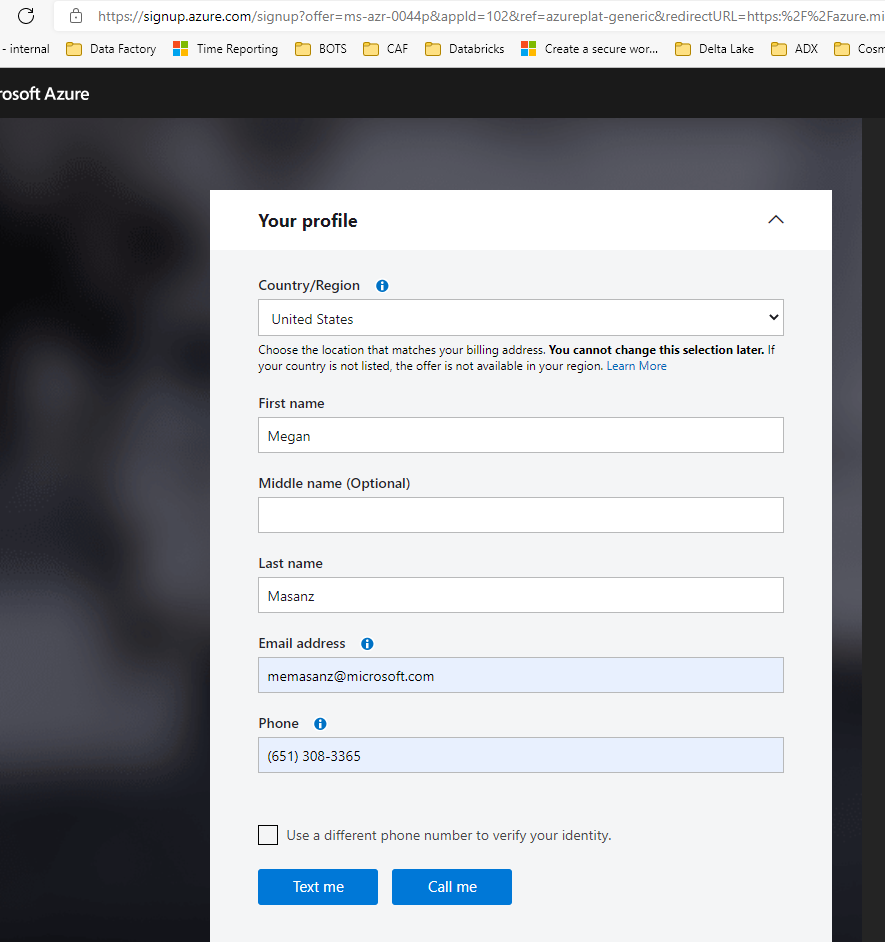 https://signup.azure.com/signup?offer=ms-azr-0044p&appId=102&ref=azureplat-generic&redirectURL=https:%2F%2Fazure.mi
- internal Data Factory Time Reporting BOTS CAF Databricks Create a secure wor... Delta Lake ADX Cosm
rosoft Azure
Your profile
Country/Region
United States
Choose the location that matches your billing address. You cannot change this selection later. If
your country is not listed, the offer is not available in your region. Learn More
First name
Megan
Middle name (Optional)
Last name
Masanz
Email address
memasanz@microsoft.com
Phone
(651) 308-3365
Use a different phone number to verify your identity.
Text me Call me